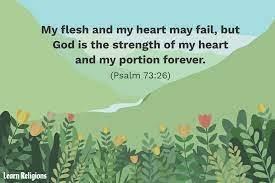 My flesh and my heart may fail, but
God is the strength of my heart
and my portion forever.
(Psalm 73:26)
Learn Religions